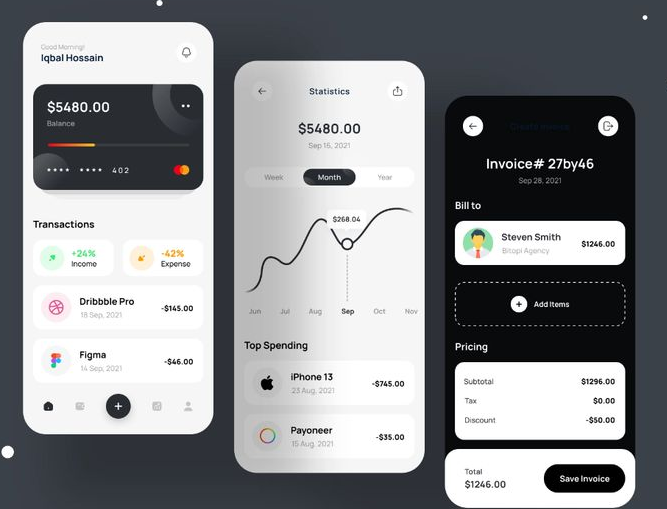 Good Morning!
Iqbal Hossain
$5480.00
Balance
402
Transactions
+24%
Income
-42%
Expense
Dribbble Pro
18 Sep, 2021
-$145.00
Figma
14 Sep, 2021
-$46.00
Statistics
$5480.00
Sep 16, 2021
Week
Month
Year
$268.04
Jun
Jul
Aug
Sep
Oct
Nov
Top Spending
iPhone 13
23 Aug, 2021
-$745.00
Payoneer
15 Aug, 2021
-$35.00
Create Invoice
Invoice# 27by46
Sep 28, 2021
Bill to
Steven Smith
Bitopi Agency
$1246.00
Add Items
Pricing
Subtotal
$1296.00
Tax
$0.00
Discount
-$50.00
Total
$1246.00
Save Invoice